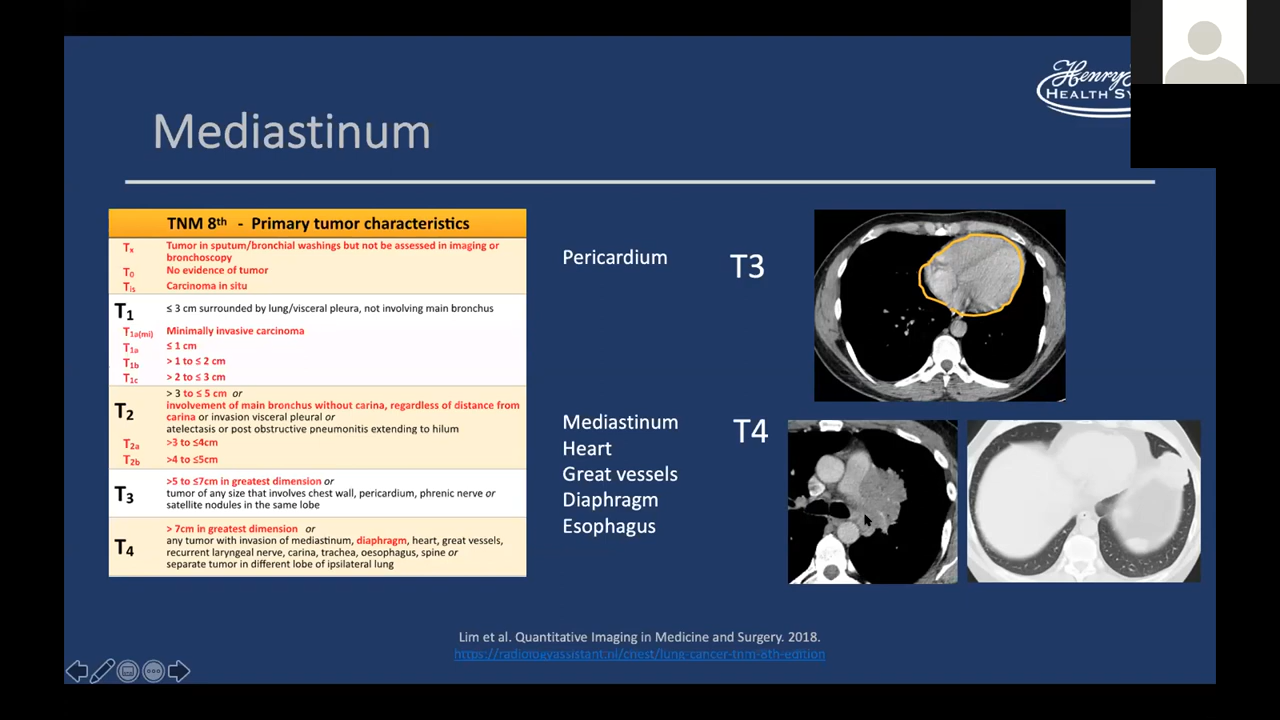 Henry
HEALTH SY
Mediastinum
TNM 8th - Primary tumor characteristics
Tx Tumor in sputum/bronchial washings but not be assessed in imaging or
bronchoscopy
T0 No evidence of tumor
Tis Carcinoma in situ
T1 ≤ 3 cm surrounded by lung/visceral pleura, not involving main bronchus
T1a(mi) Minimally invasive carcinoma
T1a ≤ 1 cm
T1b > 1 to ≤ 2 cm
T1c > 2 to ≤ 3 cm
T2 > 3 to ≤ 5 cm or
involvement of main bronchus without carina, regardless of distance from
carina or invasion visceral pleural or
atelectasis or post obstructive pneumonitis extending to hilum
T2a >3 to ≤4cm
T2b >4 to ≤5cm
T3 >5 to ≤7cm in greatest dimension or
tumor of any size that involves chest wall, pericardium, phrenic nerve or
satellite nodules in the same lobe
T4 > 7cm in greatest dimension or
any tumor with invasion of mediastinum, diaphragm, heart, great vessels,
recurrent laryngeal nerve, carina, trachea, oesophagus, spine or
separate tumor in different lobe of ipsilateral lung
Pericardium T3
Mediastinum T4
Heart
Great vessels
Diaphragm
Esophagus
Lim et al. Quantitative Imaging in Medicine and Surgery. 2018.
https://radiologyassistant.nl/chest/lung-cancer-tnm-8th-edition